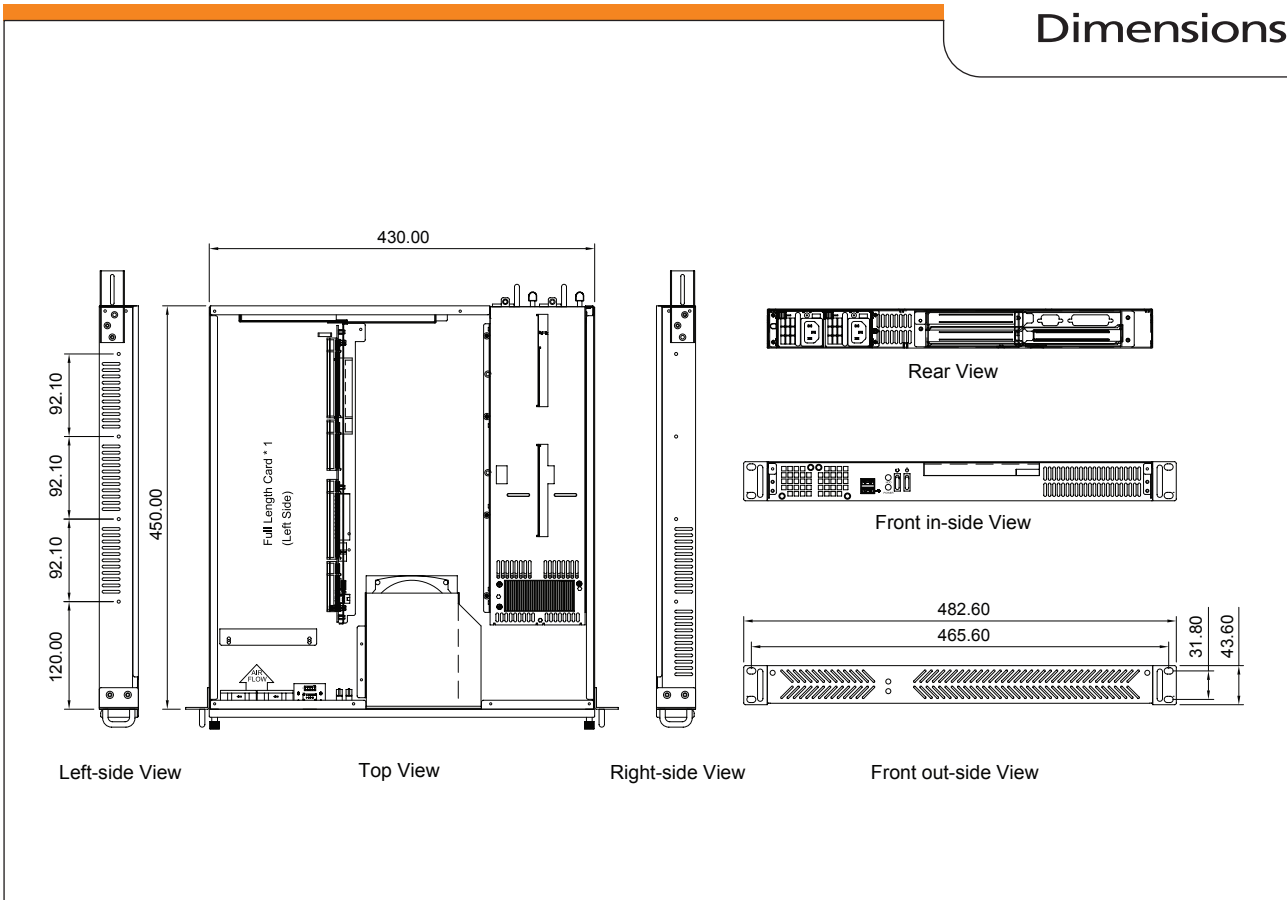 Dimensions
430.00
92.10
92.10
92.10
120.00
450.00
Full Length Card * 1
(Left Side)
AIR
FLOW
Left-side View
Top View
Right-side View
Rear View
Front in-side View
482.60
465.60
31.80
43.60
Front out-side View